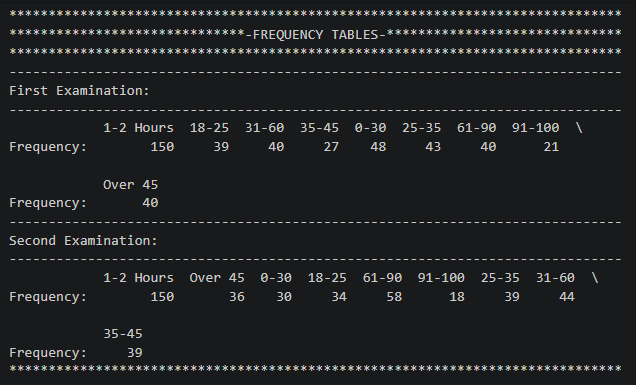 ******************************************************************************
******************************-FREQUENCY TABLES-******************************
******************************************************************************
------------------------------------------------------------------------------
First Examination:
------------------------------------------------------------------------------
            1-2 Hours  18-25  31-60  35-45  0-30  25-35  61-90  91-100  \
Frequency:        150     39     40     27    48     43     40      21

            Over 45
Frequency:       40
------------------------------------------------------------------------------
Second Examination:
------------------------------------------------------------------------------
            1-2 Hours  Over 45  0-30  18-25  61-90  91-100  25-35  31-60  \
Frequency:        150       36    30     34     58      18     39     44

            35-45
Frequency:     39
******************************************************************************